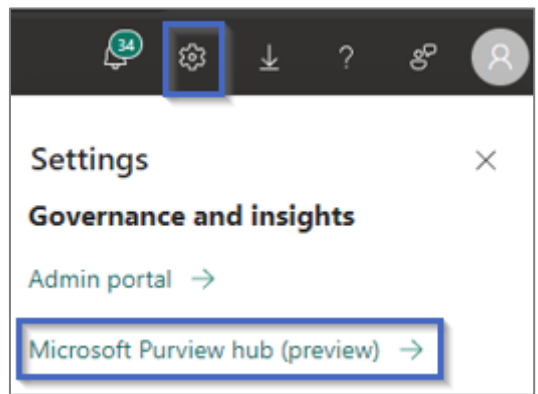 34
?
Settings
Governance and insights
Admin portal →
Microsoft Purview hub (preview) →